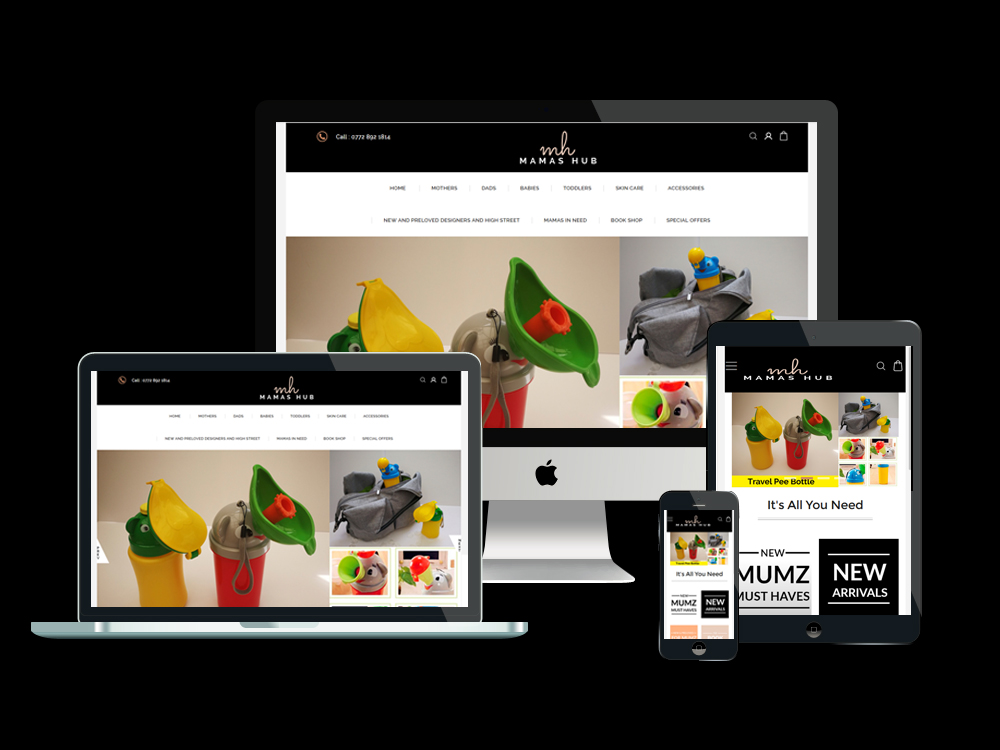 Call : 0772 892 1814
mh
MAMAS HUB
HOME MOTHERS DADS BABIES TODDLERS SKIN CARE ACCESSORIES
NEW AND PRELOVED DESIGNERS AND HIGH STREET MAMAS IN NEED BOOK SHOP SPECIAL OFFERS
Call : 0772 892 1814
mh
MAMAS HUB
HOME MOTHERS DADS BABIES TODDLERS SKIN CARE ACCESSORIES
NEW AND PRELOVED DESIGNERS AND HIGH STREET MAMAS IN NEED BOOK SHOP SPECIAL OFFERS
mh
MAMAS HUB
Travel Pee Bottle
It's All You Need
NEW
MUMZ
MUST HAVES
NEW
ARRIVALS
mh
MAMAS HUB
Travel Pee Bottle
It's All You Need
NEW
MUMZ
MUST HAVES
NEW
ARRIVALS